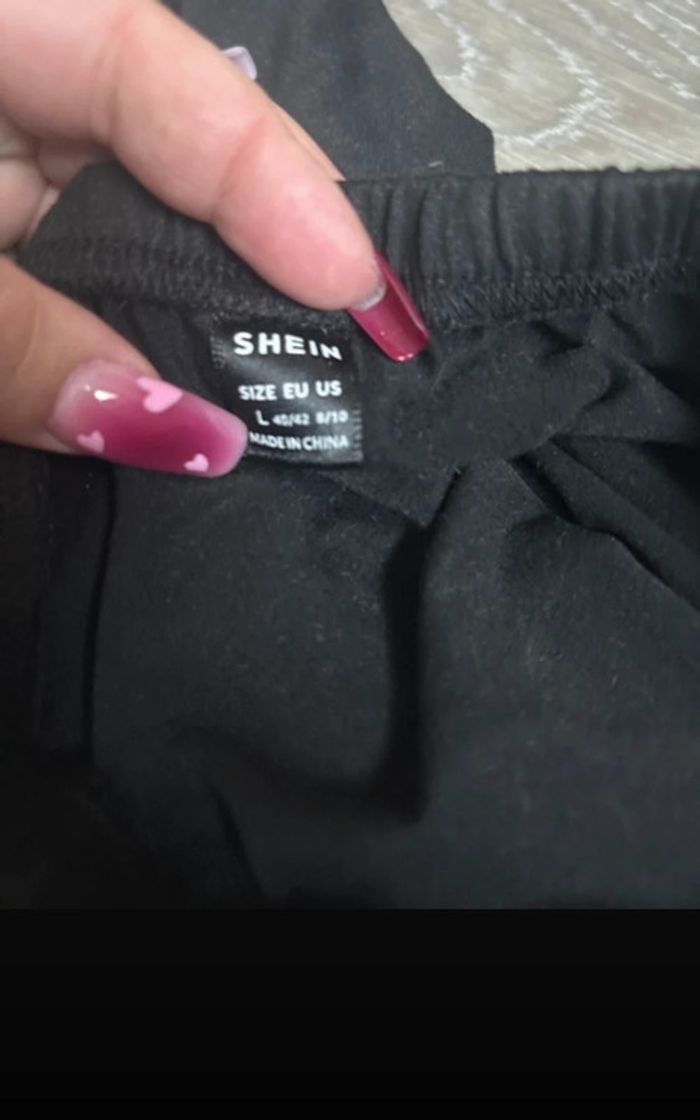 SHEIN
SIZE EU US
L 40/42 8/10
MADE IN CHINA